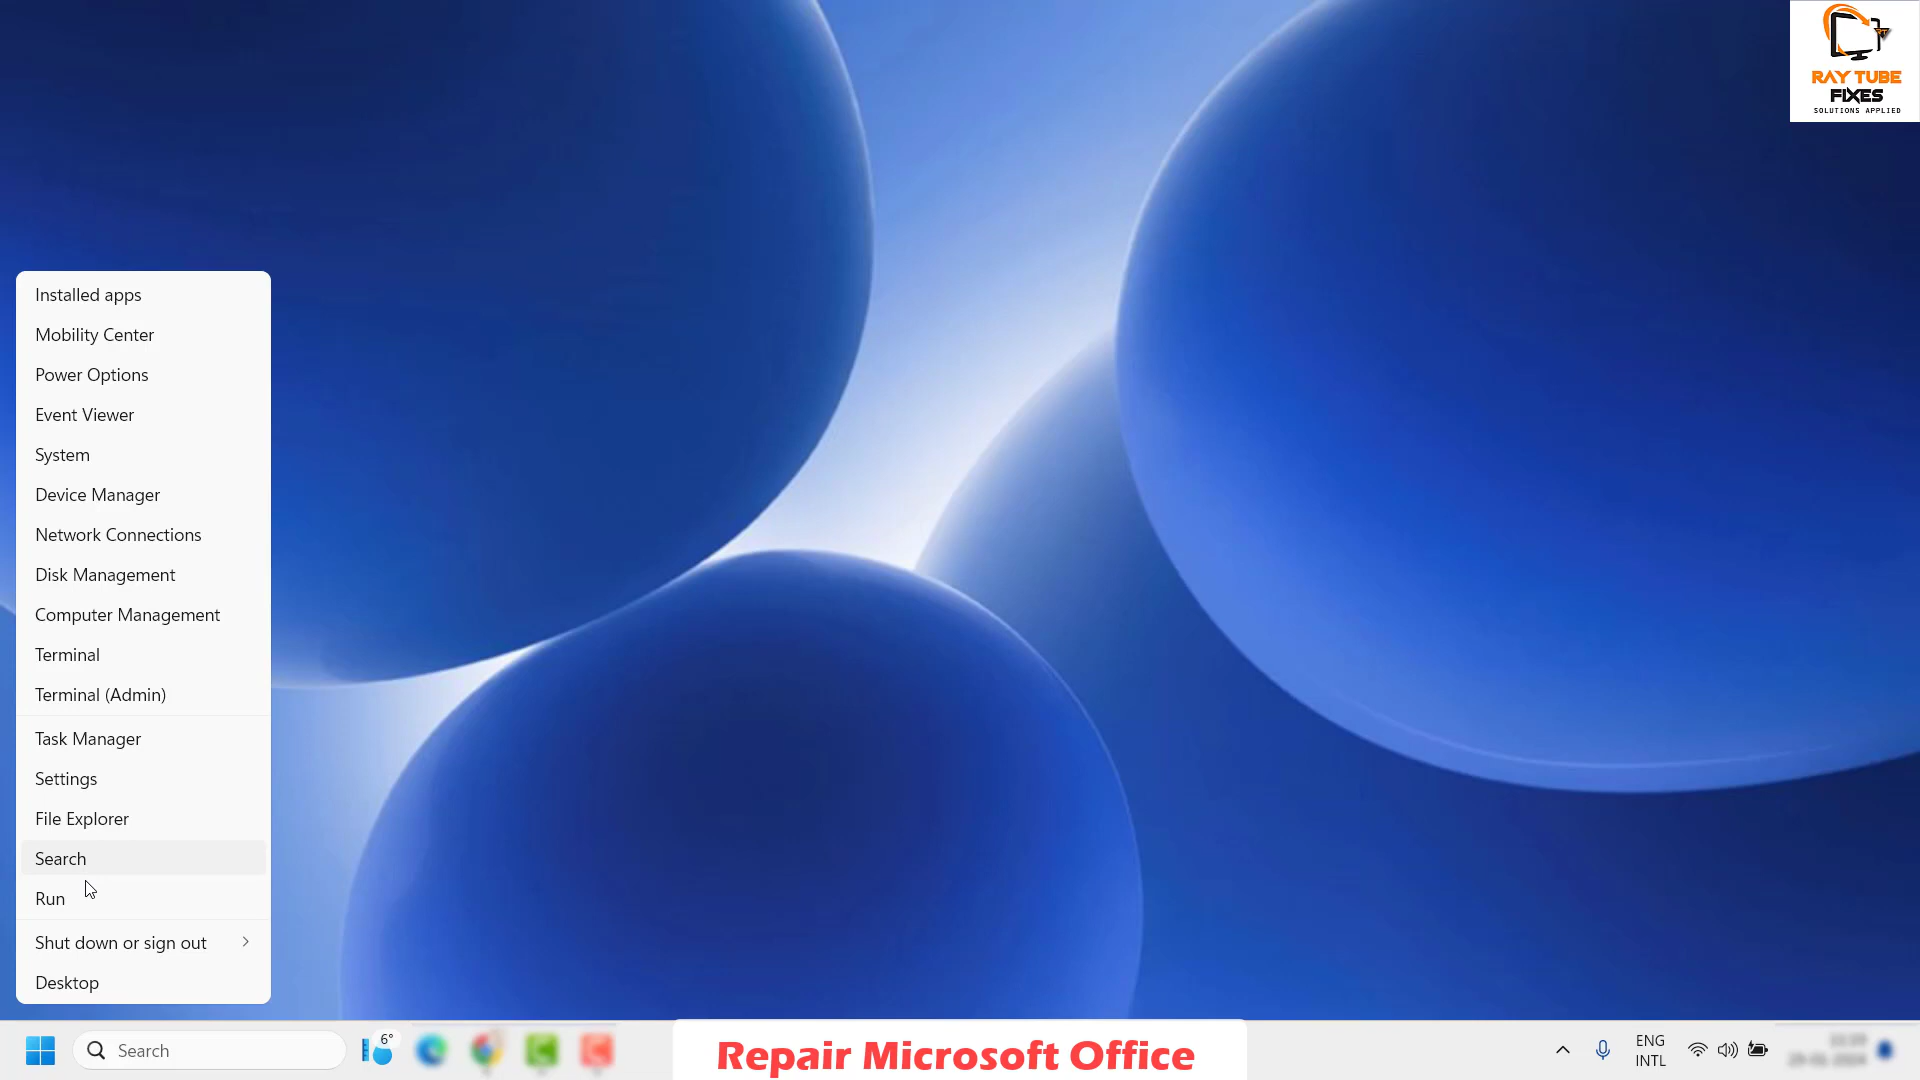 RAY TUBE
FIXES
SOLUTIONS APPLIED
Installed apps
Mobility Center
Power Options
Event Viewer
System
Device Manager
Network Connections
Disk Management
Computer Management
Terminal
Terminal (Admin)
Task Manager
Settings
File Explorer
Search
Run
Shut down or sign out
Desktop
Search
6°
Repair Microsoft Office
ENG
INTL